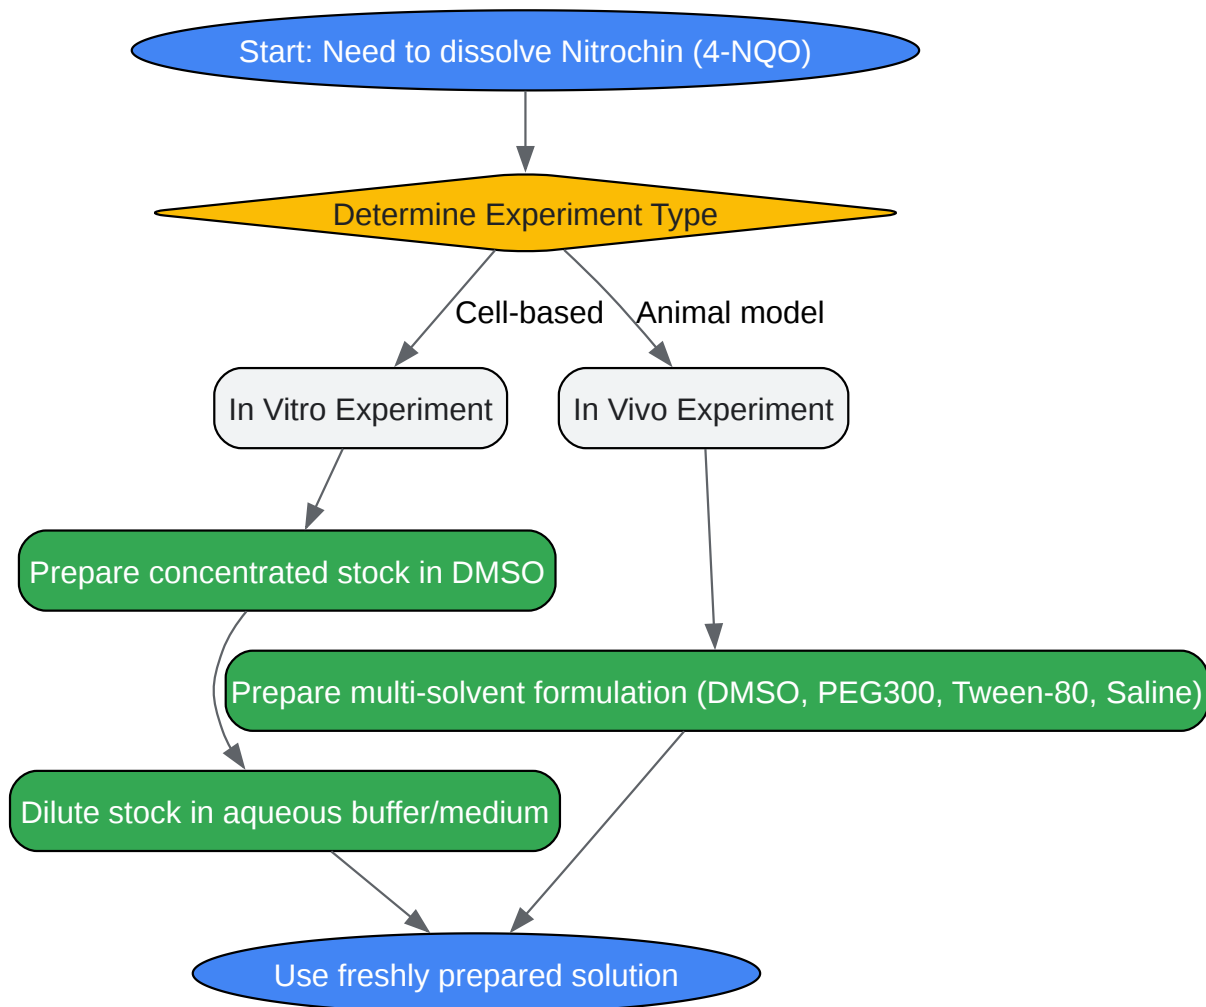 Start: Need to dissolve Nitrochin (4-NQO)
Determine Experiment Type
Cell-based
Animal model
In Vitro Experiment
In Vivo Experiment
Prepare concentrated stock in DMSO
Prepare multi-solvent formulation (DMSO, PEG300, Tween-80, Saline)
Dilute stock in aqueous buffer/medium
Use freshly prepared solution